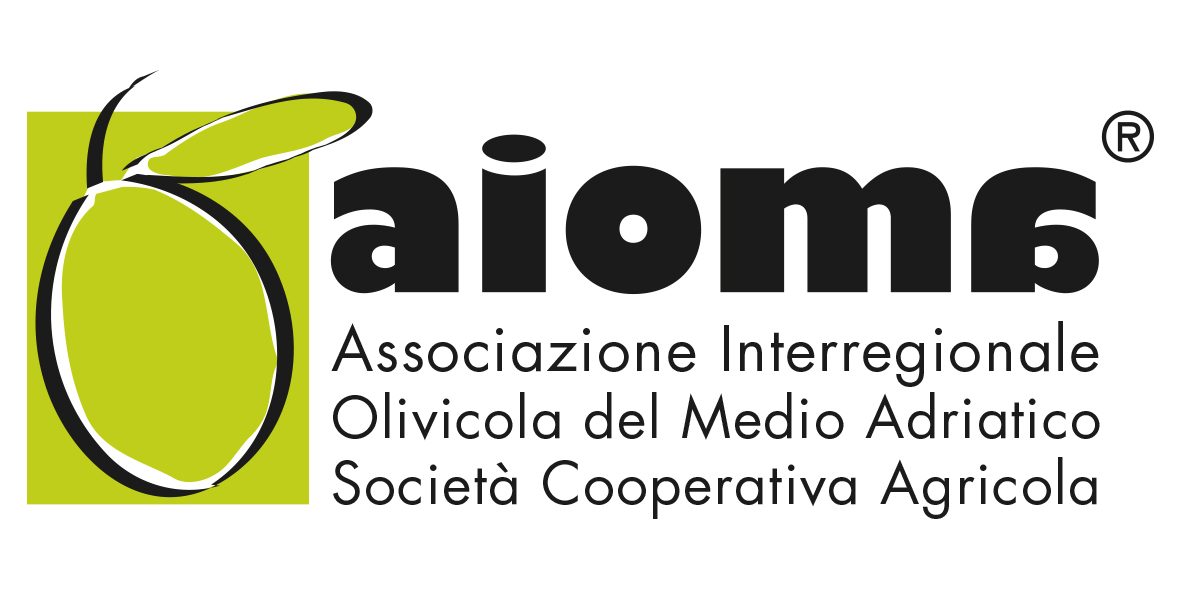 aioma®
Associazione Interregionale
Olivicola del Medio Adriatico
Società Cooperativa Agricola